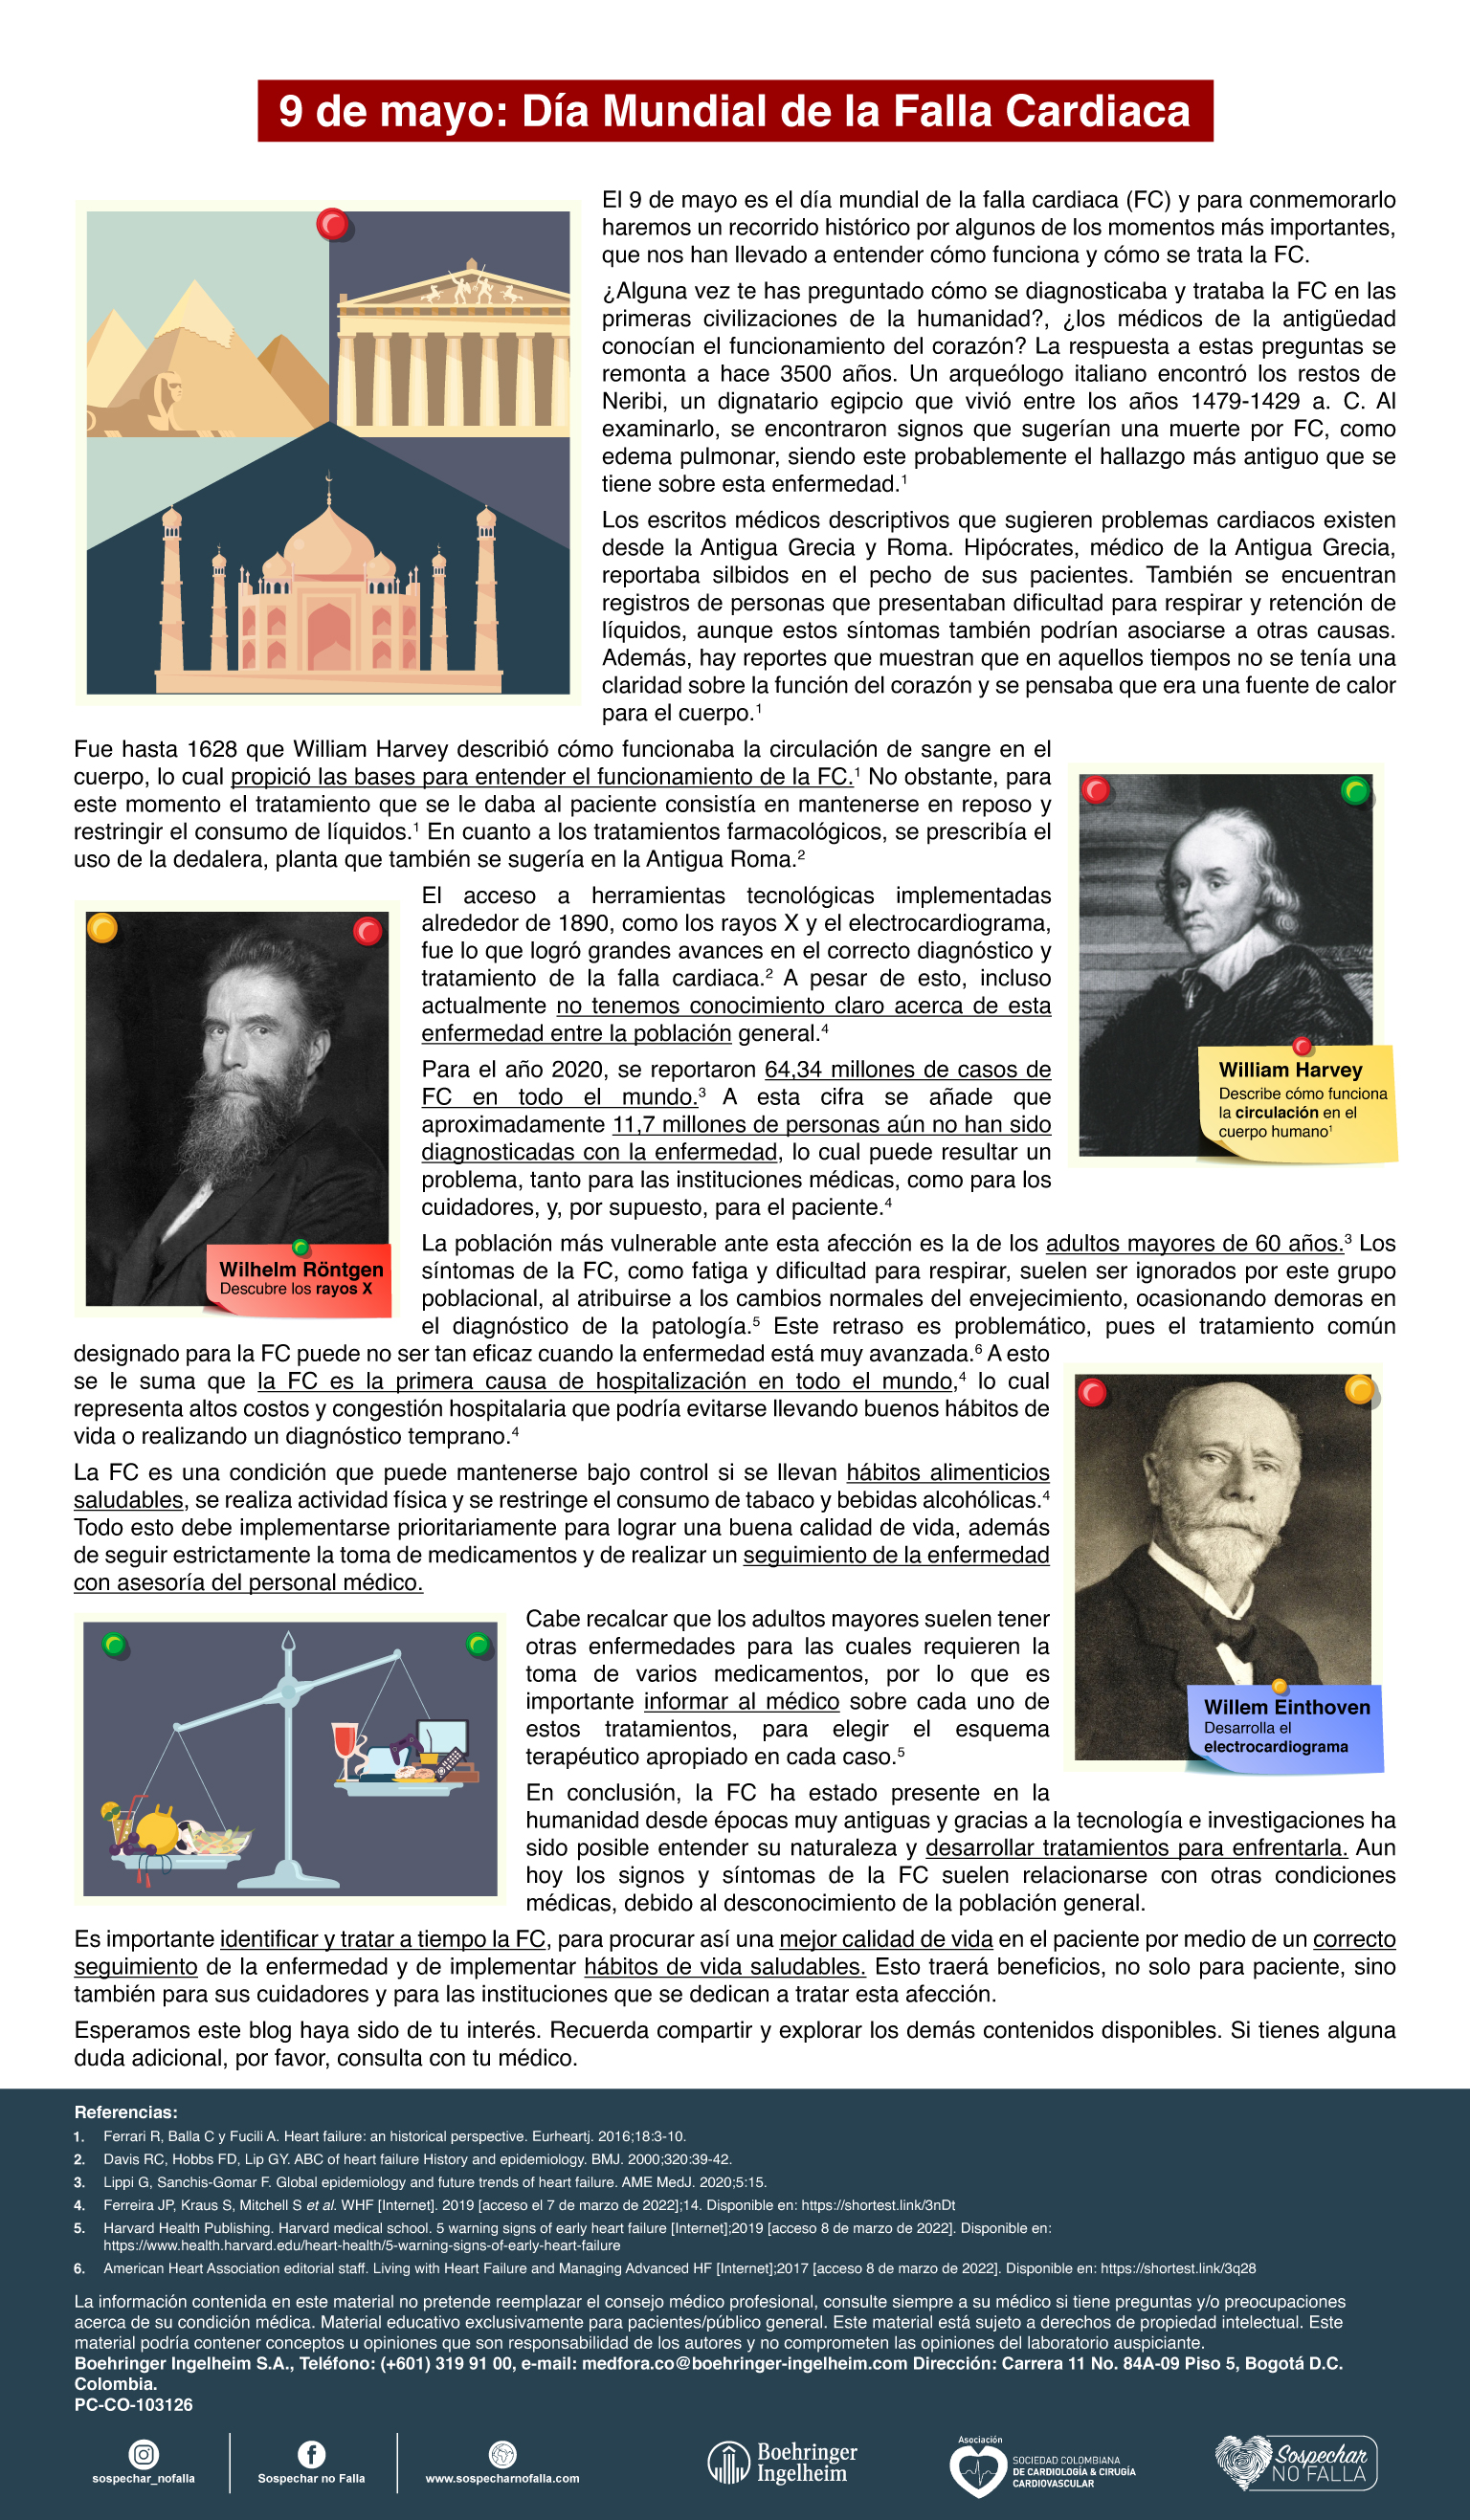 9 de mayo: Día Mundial de la Falla Cardiaca
El 9 de mayo es el día mundial de la falla cardiaca (FC) y para conmemorarlo
haremos un recorrido histórico por algunos de los momentos más importantes,
que nos han llevado a entender cómo funciona y cómo se trata la FC.
¿Alguna vez te has preguntado cómo se diagnosticaba y trataba la FC en las
primeras civilizaciones de la humanidad?, ¿los médicos de la antigüedad
conocían el funcionamiento del corazón? La respuesta a estas preguntas se
remonta a hace 3500 años. Un arqueólogo italiano encontró los restos de
Neribi, un dignatario egipcio que vivió entre los años 1479-1429 a. C. Al
examinarlo, se encontraron signos que sugerían una muerte por FC, como
edema pulmonar, siendo este probablemente el hallazgo más antiguo que se
tiene sobre esta enfermedad.¹
Los escritos médicos descriptivos que sugieren problemas cardiacos existen
desde la Antigua Grecia y Roma. Hipócrates, médico de la Antigua Grecia,
reportaba silbidos en el pecho de sus pacientes. También se encuentran
registros de personas que presentaban dificultad para respirar y retención de
líquidos, aunque estos síntomas también podrían asociarse a otras causas.
Además, hay reportes que muestran que en aquellos tiempos no se tenía una
claridad sobre la función del corazón y se pensaba que era una fuente de calor
para el cuerpo.¹
Fue hasta 1628 que William Harvey describió cómo funcionaba la circulación de sangre en el
cuerpo, lo cual propició las bases para entender el funcionamiento de la FC.¹ No obstante, para
este momento el tratamiento que se le daba al paciente consistía en mantenerse en reposo y
restringir el consumo de líquidos.¹ En cuanto a los tratamientos farmacológicos, se prescribía el
uso de la dedalera, planta que también se sugería en la Antigua Roma.²
El acceso a herramientas tecnológicas implementadas
alrededor de 1890, como los rayos X y el electrocardiograma,
fue lo que logró grandes avances en el correcto diagnóstico y
tratamiento de la falla cardiaca.² A pesar de esto, incluso
actualmente no tenemos conocimiento claro acerca de esta
enfermedad entre la población general.⁴
Para el año 2020, se reportaron 64,34 millones de casos de
FC en todo el mundo.³ A esta cifra se añade que
aproximadamente 11,7 millones de personas aún no han sido
diagnosticadas con la enfermedad, lo cual puede resultar un
problema, tanto para las instituciones médicas, como para los
cuidadores, y, por supuesto, para el paciente.⁴
William Harvey
Describe cómo funciona
la circulación en el
cuerpo humano¹
Wilhelm Röntgen
Descubre los rayos X
La población más vulnerable ante esta afección es la de los adultos mayores de 60 años.³ Los
síntomas de la FC, como fatiga y dificultad para respirar, suelen ser ignorados por este grupo
poblacional, al atribuirse a los cambios normales del envejecimiento, ocasionando demoras en
el diagnóstico de la patología.⁵ Este retraso es problemático, pues el tratamiento común
designado para la FC puede no ser tan eficaz cuando la enfermedad está muy avanzada.⁶ A esto
se le suma que la FC es la primera causa de hospitalización en todo el mundo,⁴ lo cual
representa altos costos y congestión hospitalaria que podría evitarse llevando buenos hábitos de
vida o realizando un diagnóstico temprano.⁴
La FC es una condición que puede mantenerse bajo control si se llevan hábitos alimenticios
saludables, se realiza actividad física y se restringe el consumo de tabaco y bebidas alcohólicas.⁴
Todo esto debe implementarse prioritariamente para lograr una buena calidad de vida, además
de seguir estrictamente la toma de medicamentos y de realizar un seguimiento de la enfermedad
con asesoría del personal médico.
Cabe recalcar que los adultos mayores suelen tener
otras enfermedades para las cuales requieren la
toma de varios medicamentos, por lo que es
importante informar al médico sobre cada uno de
estos tratamientos, para elegir el esquema
terapéutico apropiado en cada caso.⁵
Willem Einthoven
Desarrolla el
electrocardiograma
En conclusión, la FC ha estado presente en la
humanidad desde épocas muy antiguas y gracias a la tecnología e investigaciones ha
sido posible entender su naturaleza y desarrollar tratamientos para enfrentarla. Aun
hoy los signos y síntomas de la FC suelen relacionarse con otras condiciones
médicas, debido al desconocimiento de la población general.
Es importante identificar y tratar a tiempo la FC, para procurar así una mejor calidad de vida en el paciente por medio de un correcto
seguimiento de la enfermedad y de implementar hábitos de vida saludables. Esto traerá beneficios, no solo para paciente, sino
también para sus cuidadores y para las instituciones que se dedican a tratar esta afección.
Esperamos este blog haya sido de tu interés. Recuerda compartir y explorar los demás contenidos disponibles. Si tienes alguna
duda adicional, por favor, consulta con tu médico.
Referencias:
1. Ferrari R, Balla C y Fucili A. Heart failure: an historical perspective. Eurheartj. 2016;18:3-10.
2. Davis RC, Hobbs FD, Lip GY. ABC of heart failure History and epidemiology. BMJ. 2000;320:39-42.
3. Lippi G, Sanchis-Gomar F. Global epidemiology and future trends of heart failure. AME MedJ. 2020;5:15.
4. Ferreira JP, Kraus S, Mitchell S et al. WHF [Internet]. 2019 [acceso el 7 de marzo de 2022];14. Disponible en: https://shortest.link/3nDt
5. Harvard Health Publishing. Harvard medical school. 5 warning signs of early heart failure [Internet];2019 [acceso 8 de marzo de 2022]. Disponible en:
https://www.health.harvard.edu/heart-health/5-warning-signs-of-early-heart-failure
6. American Heart Association editorial staff. Living with Heart Failure and Managing Advanced HF [Internet];2017 [acceso 8 de marzo de 2022]. Disponible en: https://shortest.link/3q28
La información contenida en este material no pretende reemplazar el consejo médico profesional, consulte siempre a su médico si tiene preguntas y/o preocupaciones
acerca de su condición médica. Material educativo exclusivamente para pacientes/público general. Este material está sujeto a derechos de propiedad intelectual. Este
material podría contener conceptos u opiniones que son responsabilidad de los autores y no comprometen las opiniones del laboratorio auspiciante.
Boehringer Ingelheim S.A., Teléfono: (+601) 319 91 00, e-mail: medfora.co@boehringer-ingelheim.com Dirección: Carrera 11 No. 84A-09 Piso 5, Bogotá D.C.
Colombia.
PC-CO-103126
sospechar_nofalla
Sospechar no Falla
www.sospecharnofalla.com
Boehringer
Ingelheim
Asociación
SOCIEDAD COLOMBIANA
DE CARDIOLOGÍA & CIRUGÍA
CARDIOVASCULAR
Sospechar
NO FALLA